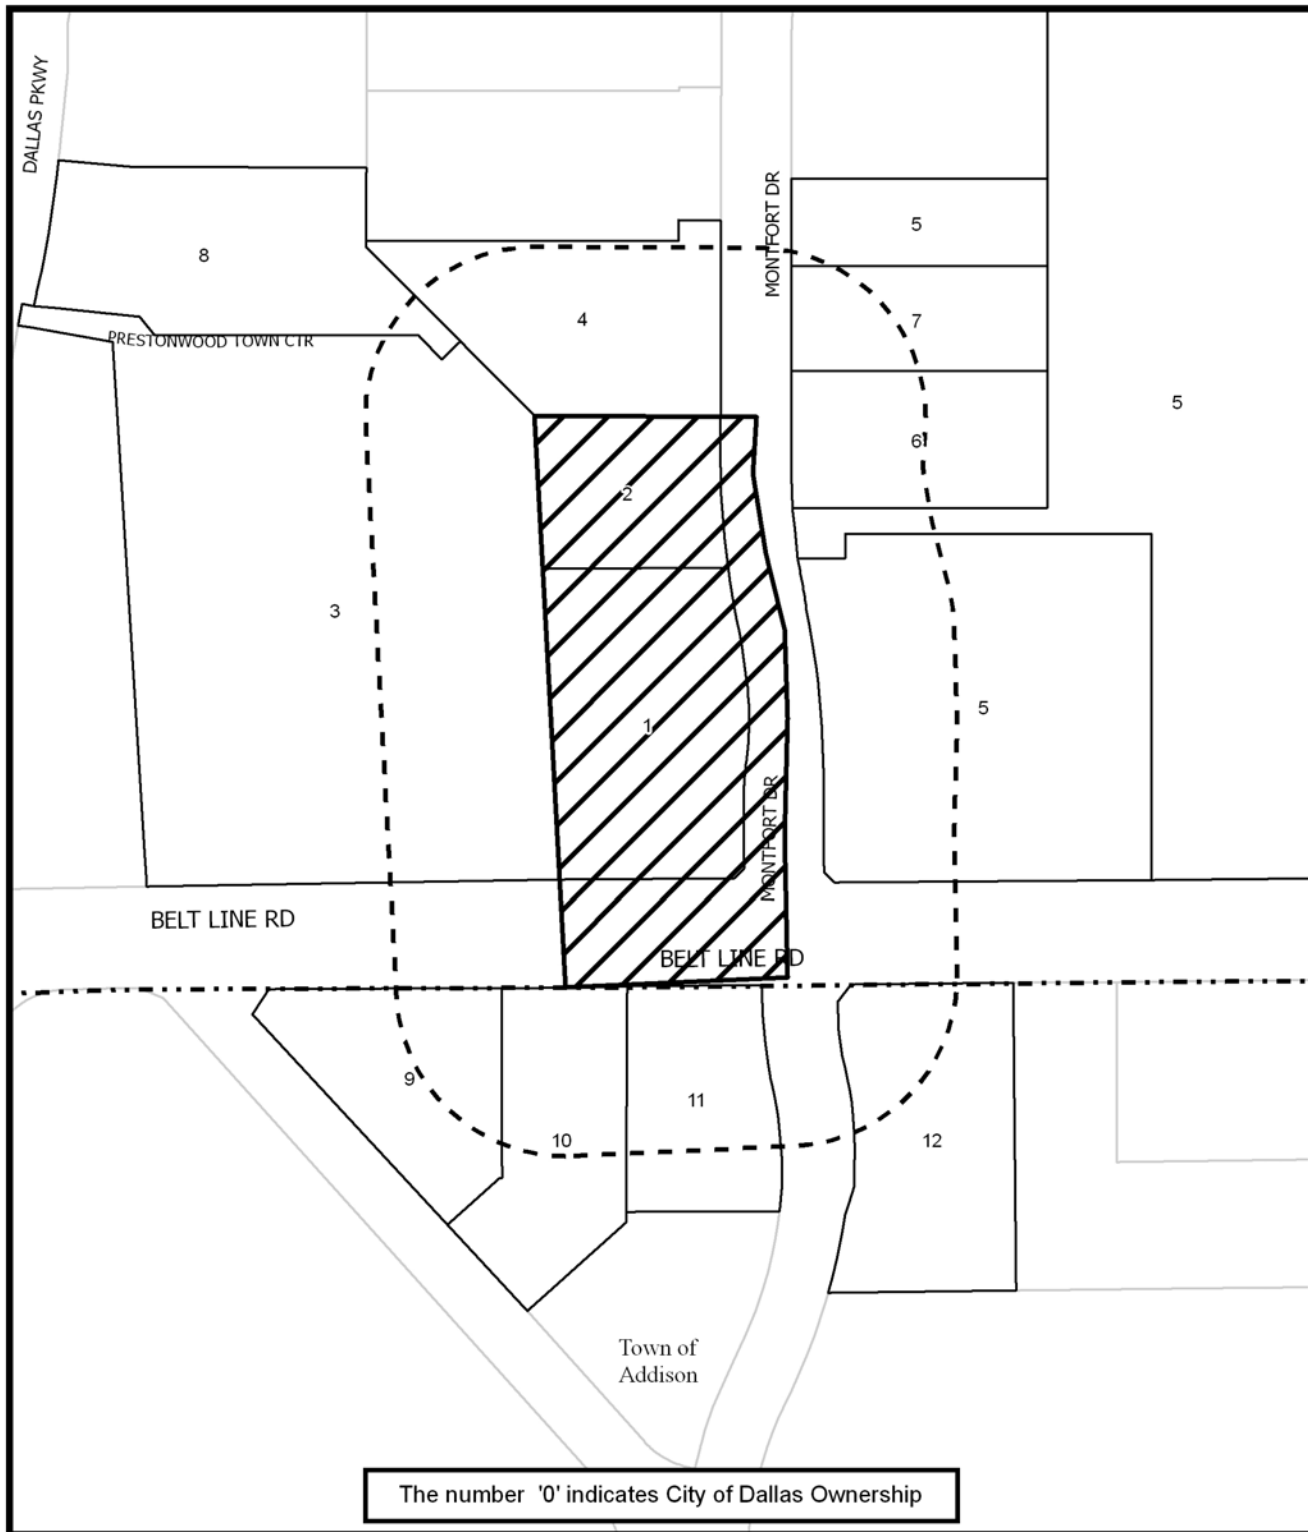 DALLAS PKWY
MONTFORT DR
5
8
4
7
PRESTONWOOD TOWN CTR
5
6
2
3
5
1
MONTFORT DR
BELT LINE RD
BELT LINE RD
9
11
10
12
Town of
Addison
The number '0' indicates City of Dallas Ownership